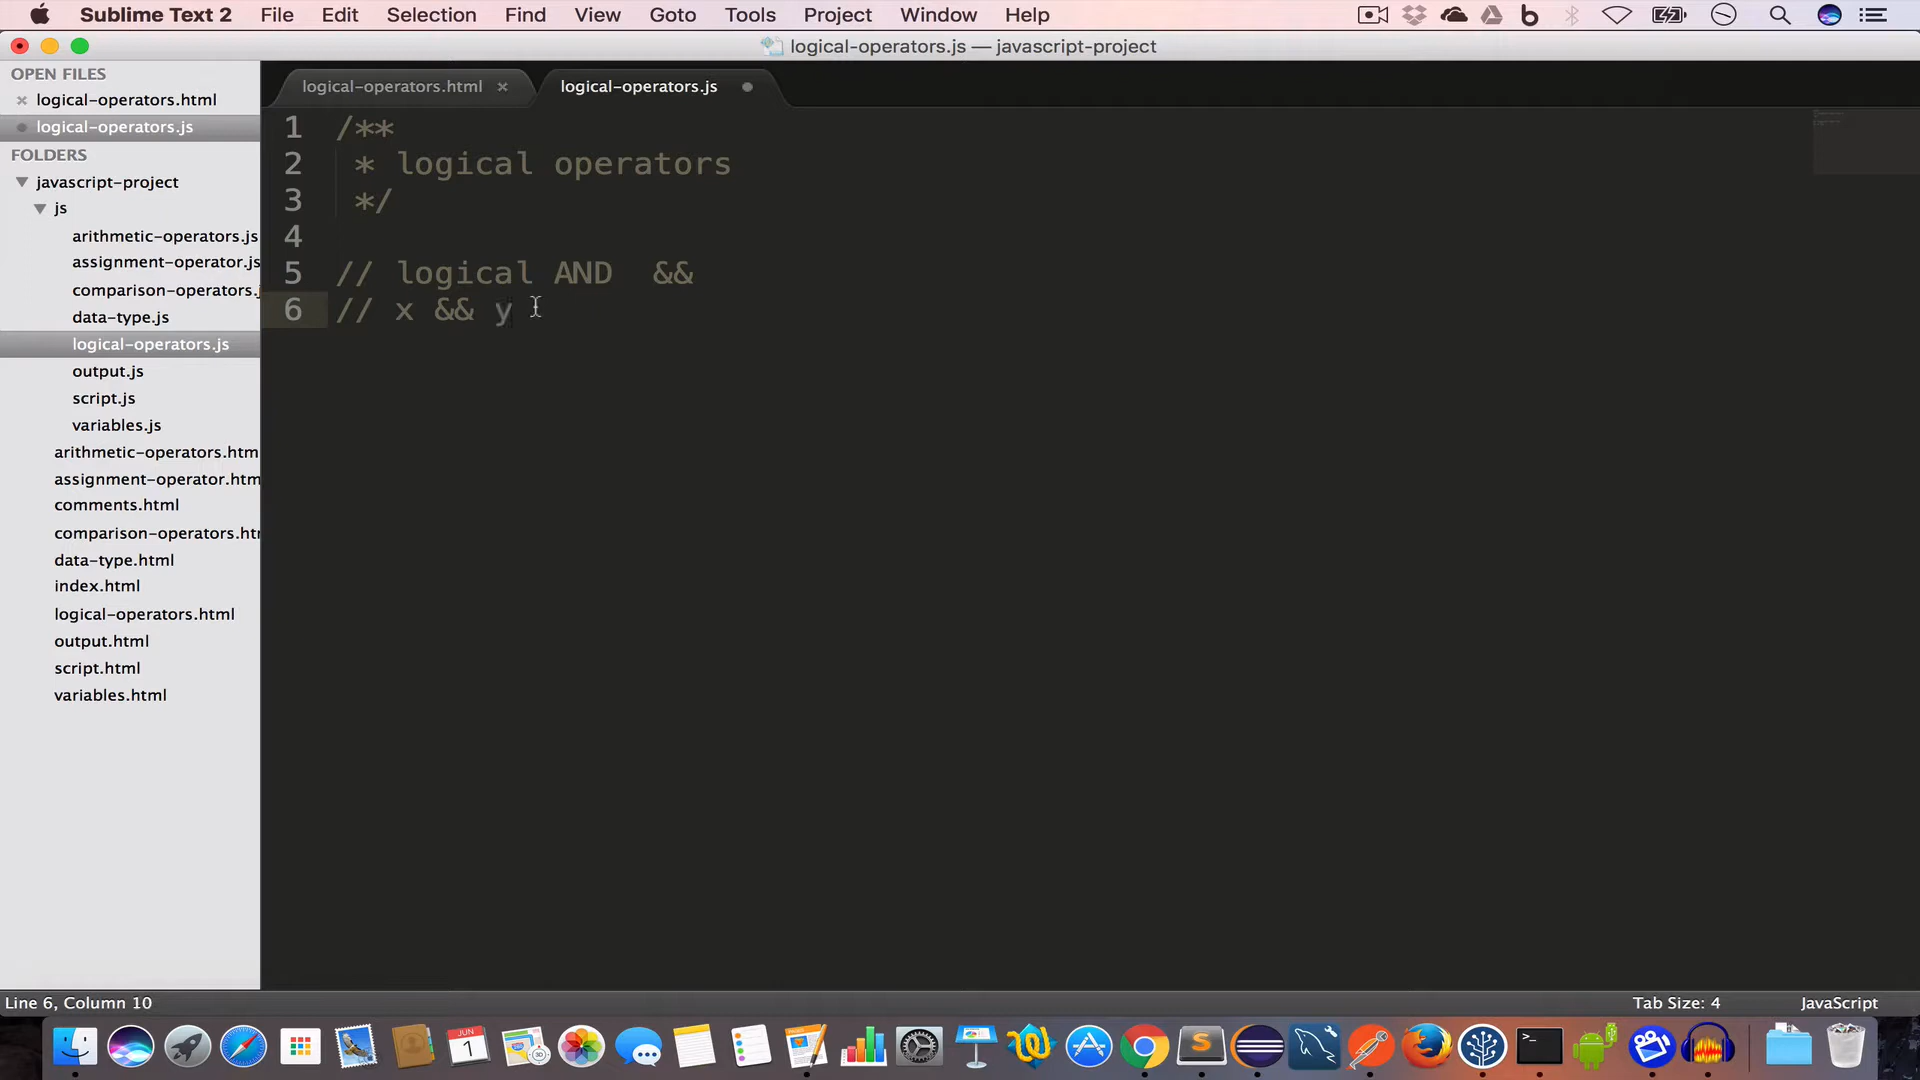 Sublime Text 2 File Edit Selection Find View Goto Tools Project Window Help
logical-operators.js — javascript-project
OPEN FILES
logical-operators.html
logical-operators.js
FOLDERS
javascript-project
js
arithmetic-operators.js
assignment-operator.js
comparison-operators.j
data-type.js
logical-operators.js
output.js
script.js
variables.js
arithmetic-operators.htm
assignment-operator.htm
comments.html
comparison-operators.htm
data-type.html
index.html
logical-operators.html
output.html
script.html
variables.html
logical-operators.html logical-operators.js
1 /**
2 * logical operators
3 */
4
5 // logical AND &&
6 // x && y
Line 6, Column 10 Tab Size: 4 JavaScript
JUN
1